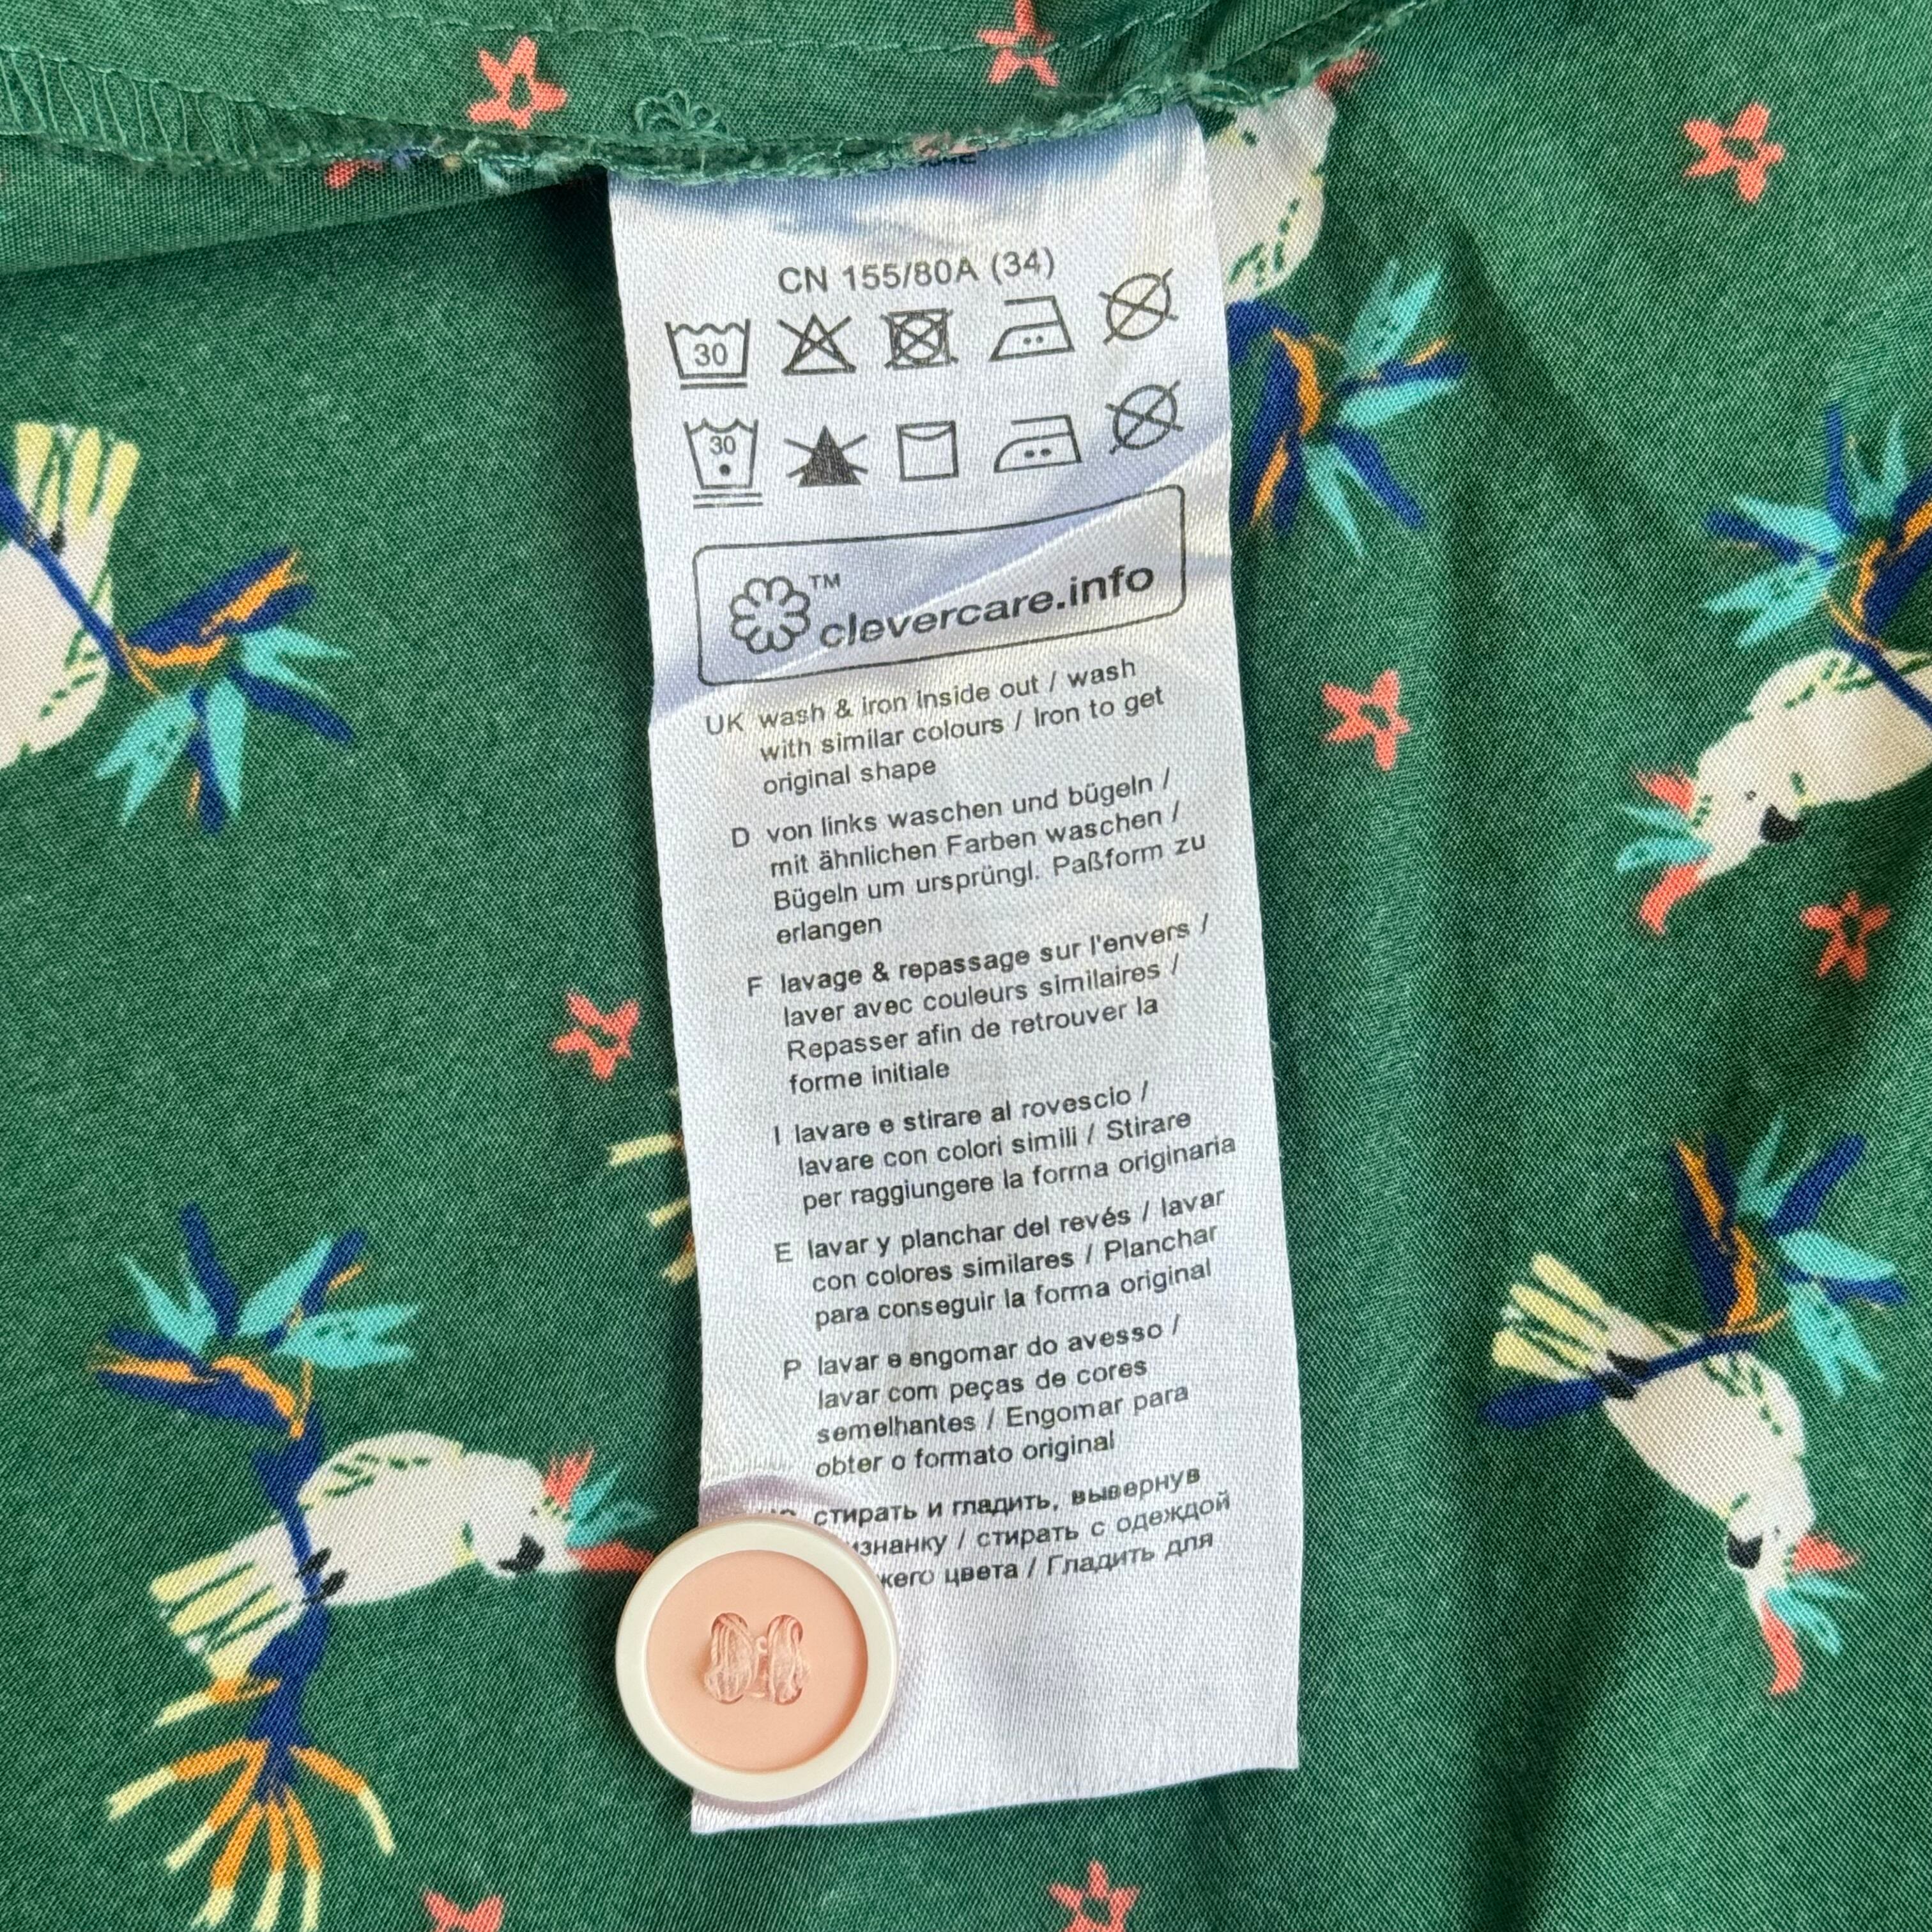 CN 155/80A (34)
30
30
TM
clevercare.info
UK wash & iron inside out / wash
with similar colours / Iron to get
original shape
D von links waschen und bügeln /
mit ähnlichen Farben waschen /
Bügeln um ursprüngl. Paßform zu
erlangen
F lavage & repassage sur l'envers /
laver avec couleurs similaires /
Repasser afin de retrouver la
forme initiale
I lavare e stirare al rovescio /
lavare con colori simili / Stirare
per raggiungere la forma originaria
E lavar y planchar del revés / lavar
con colores similares / Planchar
para conseguir la forma original
P lavar e engomar do avesso /
lavar com peças de cores
semelhantes / Engomar para
obter o formato original
стирать и гладить, вывернув
/ стирать с одеждой
цвета / Гладить для